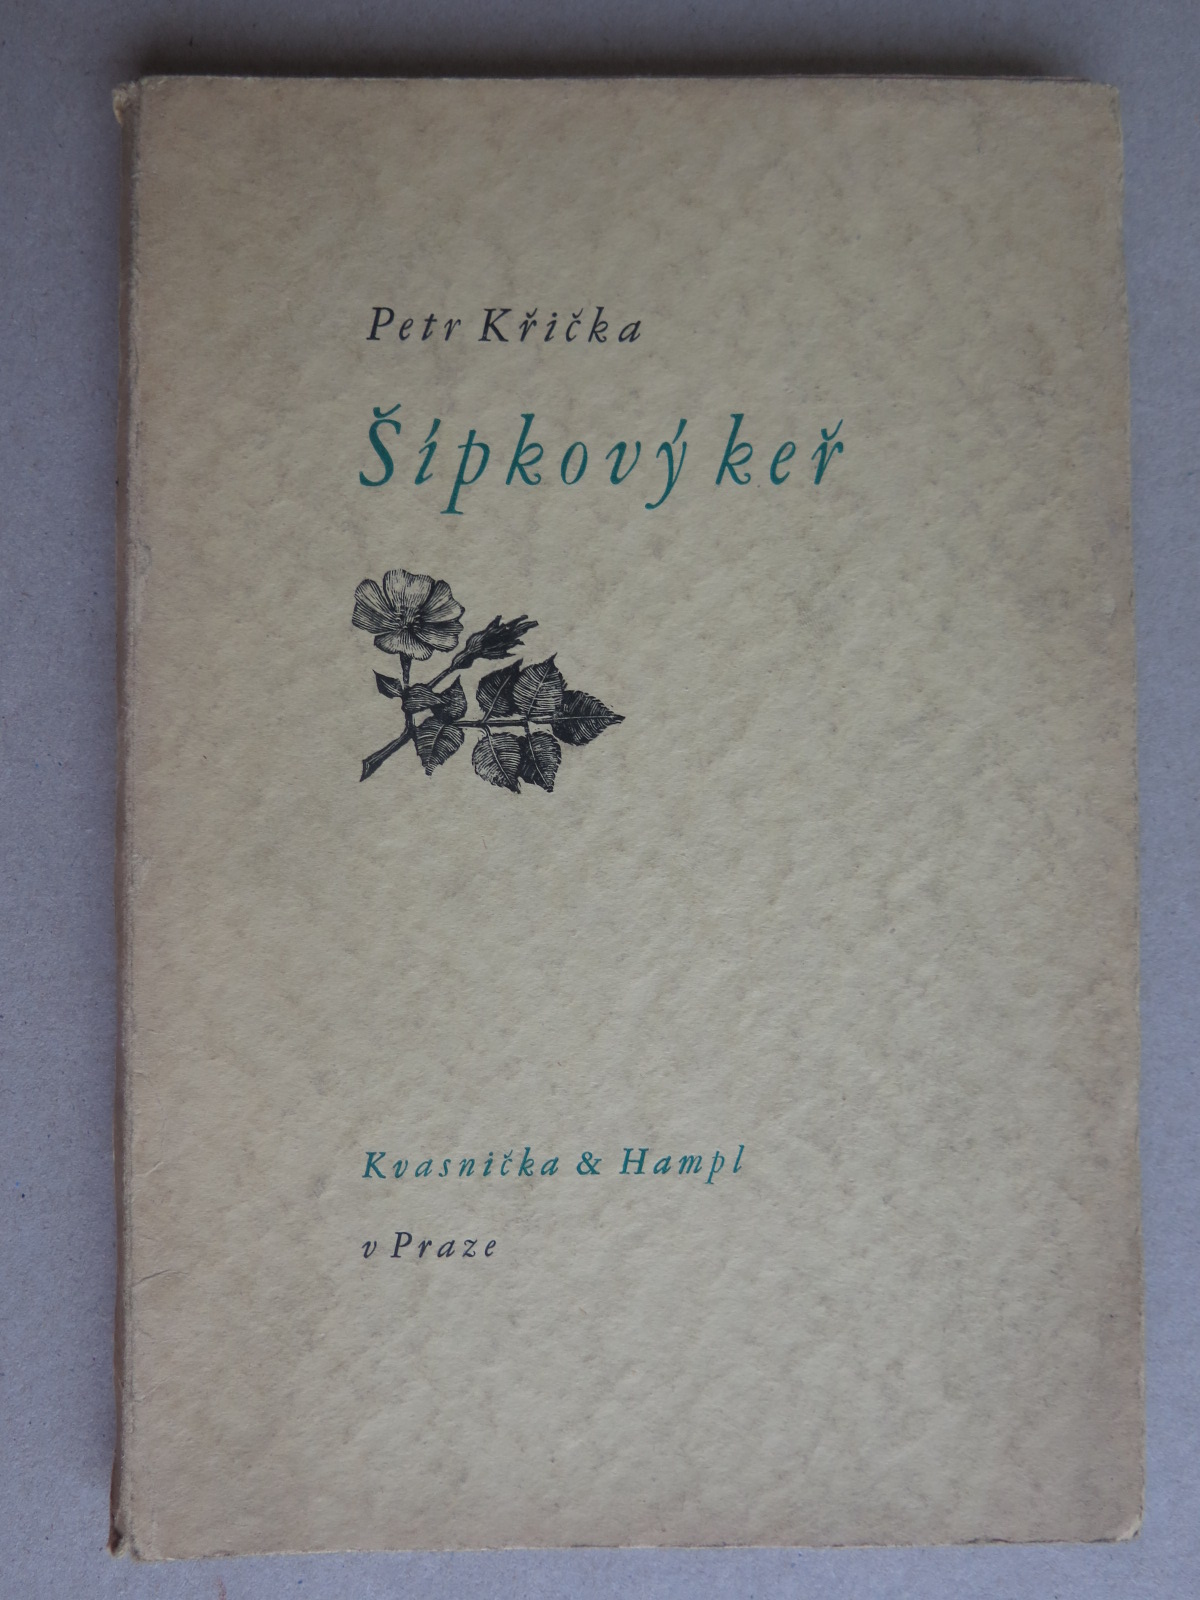 Petr Křička
Šípkový keř
Kvasnička & Hampl
v Praze